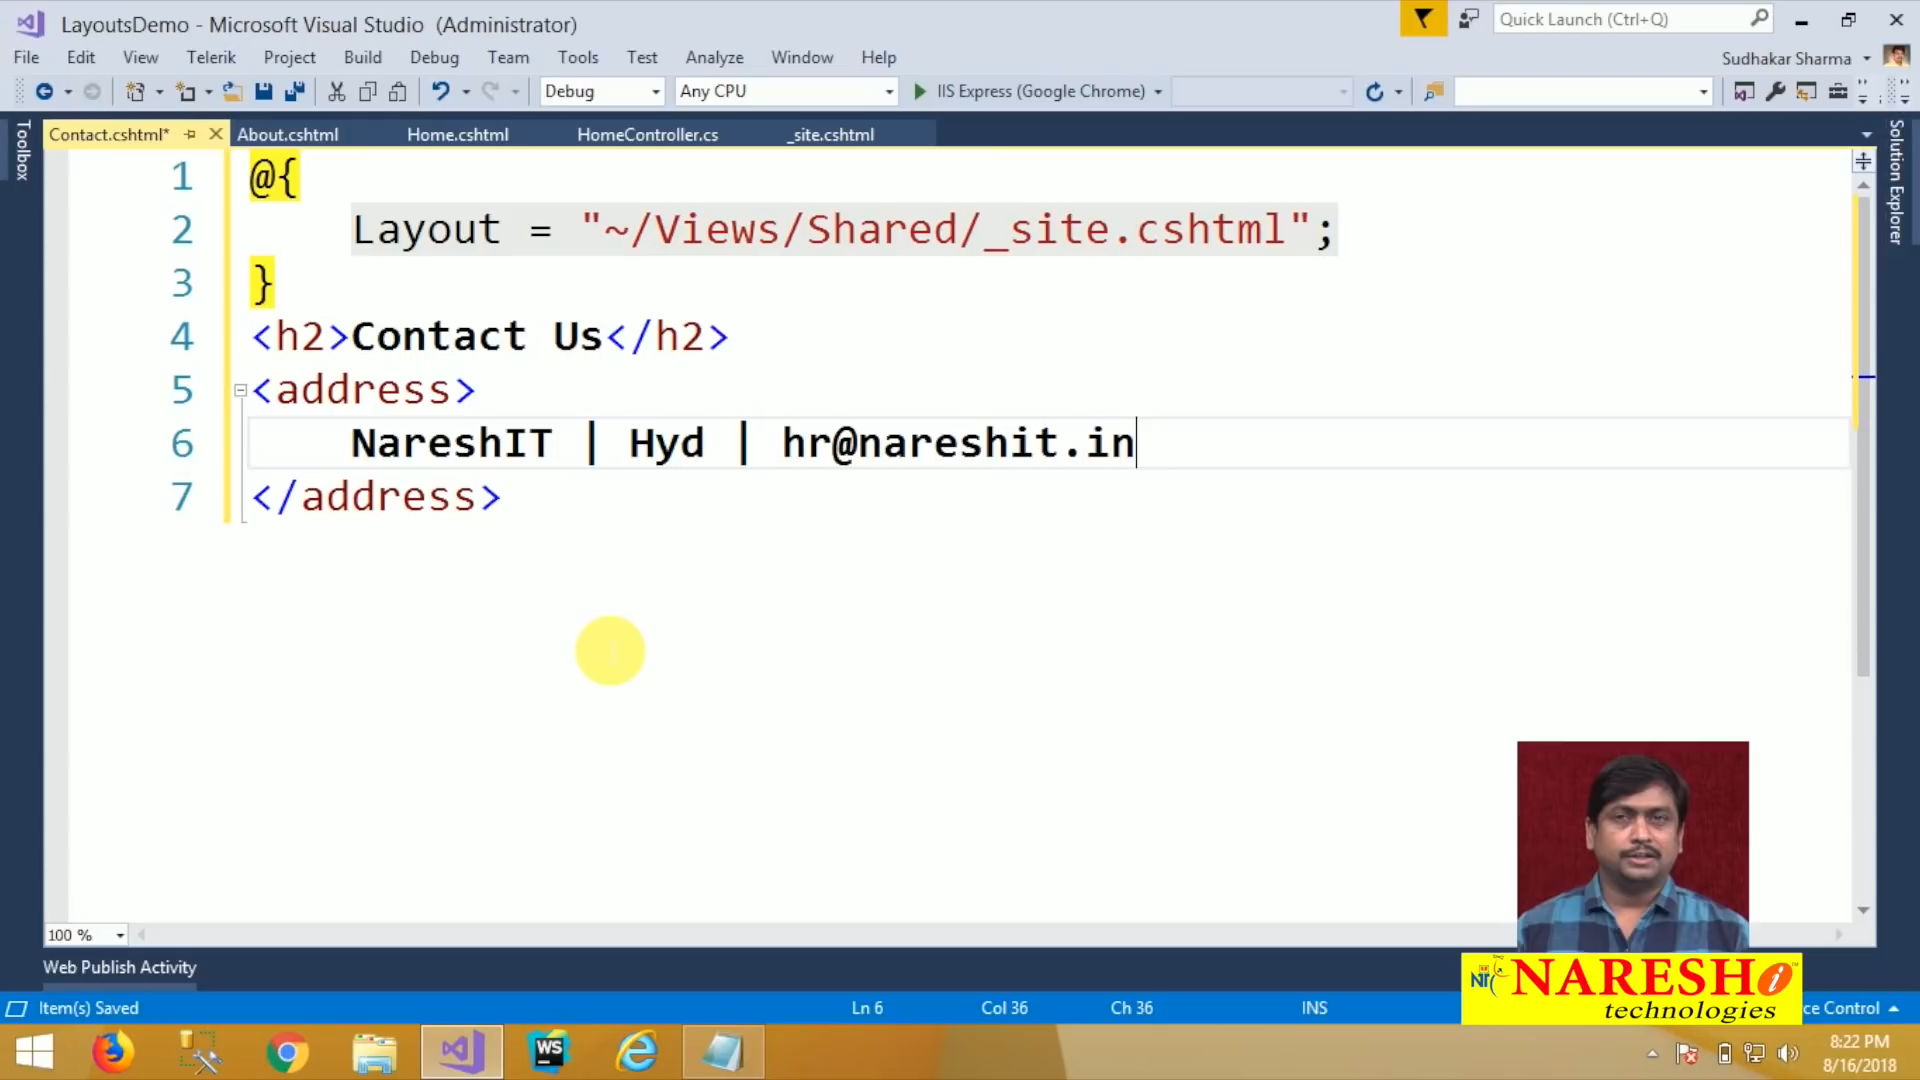 LayoutsDemo - Microsoft Visual Studio (Administrator)
Quick Launch (Ctrl+Q)
File Edit View Telerik Project Build Debug Team Tools Test Analyze Window Help
Sudhakar Sharma
Debug Any CPU IIS Express (Google Chrome)
Toolbox
Contact.cshtml* About.cshtml Home.cshtml HomeController.cs _site.cshtml
Solution Explorer
1 @{
2 Layout = "~/Views/Shared/_site.cshtml";
3 }
4 <h2>Contact Us</h2>
5 <address>
6 NareshIT | Hyd | hr@nareshit.in
7 </address>
100 %
Web Publish Activity
NARESH i
technologies
Item(s) Saved Ln 6 Col 36 Ch 36 INS ce Control
WS
8:22 PM
8/16/2018